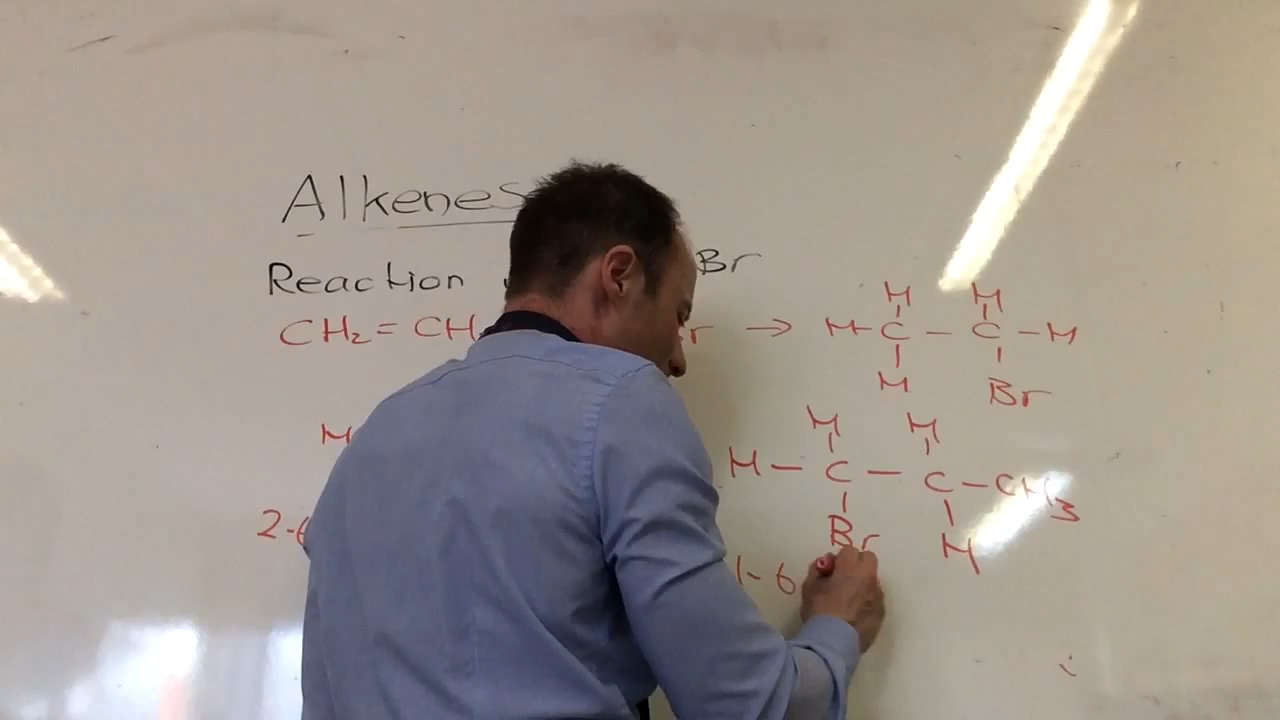 Alkenes
Reaction Br
CH₂=CH r →
H H
H-C-C-H
H Br
H
H H
H-C-C-CH₃
Br H
2-6
1-6